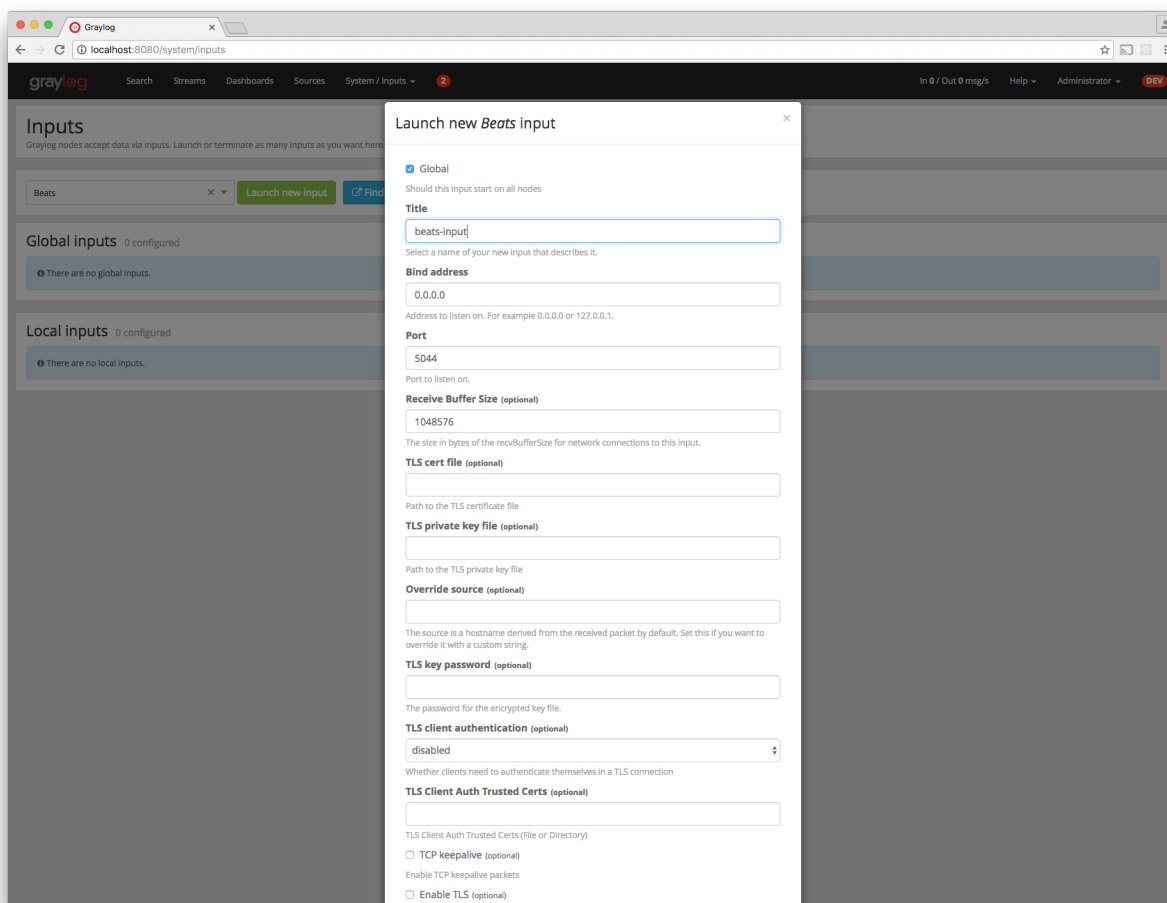 Graylog
localhost:8080/system/inputs
graylog Search Streams Dashboards Sources System / Inputs 2 In 0 / Out 0 msg/s Help Administrator DEV
Inputs
Graylog nodes accept data via inputs. Launch or terminate as many inputs as you want here.
Beats Launch new input Find
Global inputs 0 configured
There are no global inputs.
Local inputs 0 configured
There are no local inputs.
Launch new Beats input
Global
Should this input start on all nodes
Title
beats-input
Select a name of your new input that describes it.
Bind address
0.0.0.0
Address to listen on. For example 0.0.0.0 or 127.0.0.1.
Port
5044
Port to listen on.
Receive Buffer Size (optional)
1048576
The size in bytes of the recvBufferSize for network connections to this input.
TLS cert file (optional)
Path to the TLS certificate file
TLS private key file (optional)
Path to the TLS private key file
Override source (optional)
The source is a hostname derived from the received packet by default. Set this if you want to
override it with a custom string.
TLS key password (optional)
The password for the encrypted key file.
TLS client authentication (optional)
disabled
Whether clients need to authenticate themselves in a TLS connection
TLS Client Auth Trusted Certs (optional)
TLS Client Auth Trusted Certs (File or Directory)
TCP keepalive (optional)
Enable TCP keepalive packets
Enable TLS (optional)